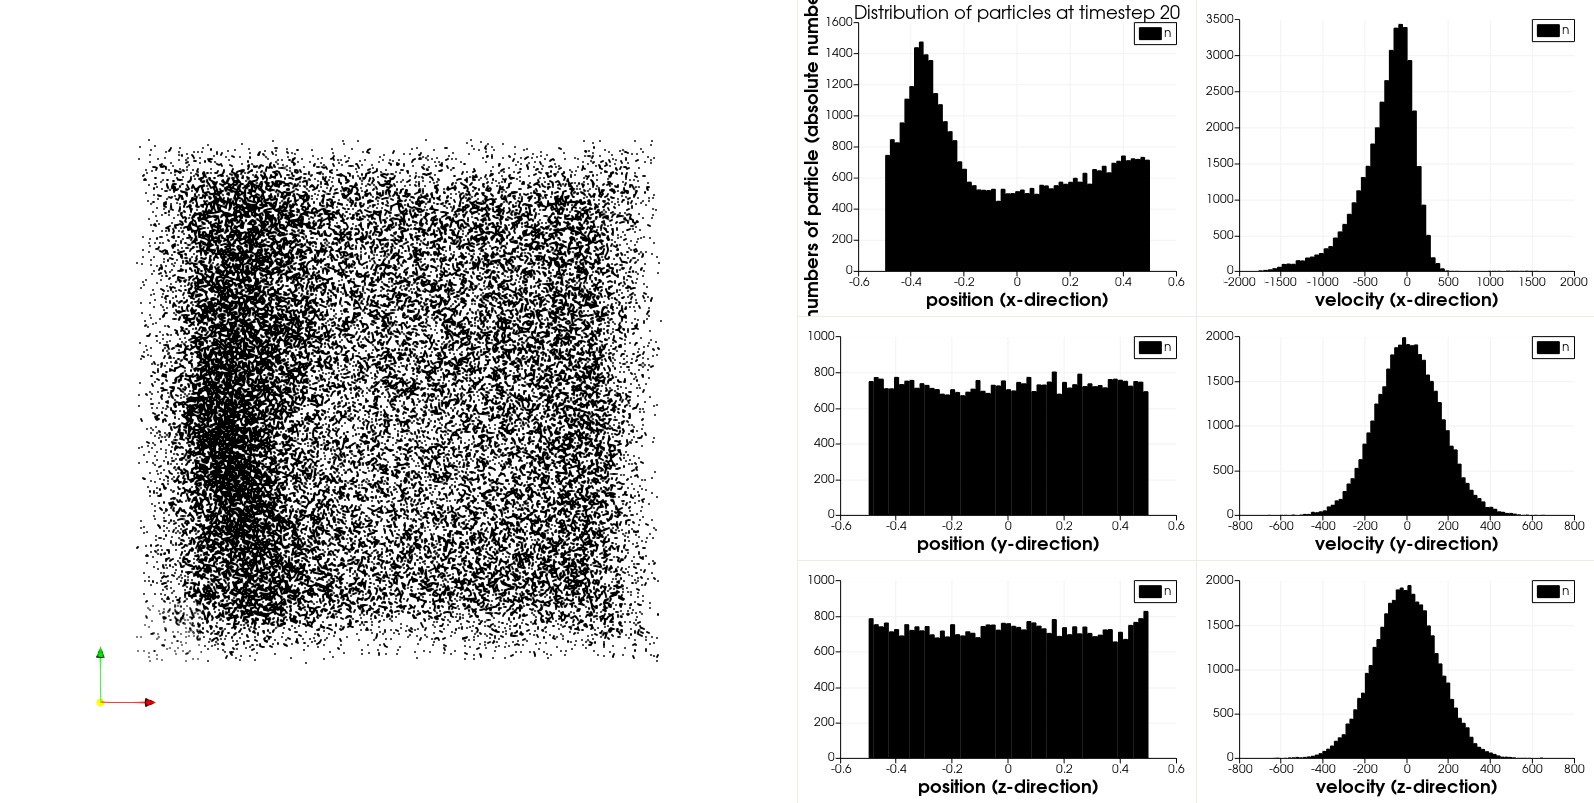 Distribution of particles at timestep 20
numbers of particle (absolute numbe
1600
1400
1200
1000
800
600
400
200
0
n
-0.6 -0.4 -0.2 0 0.2 0.4 0.6
position (x-direction)
3500
3000
2500
2000
1500
1000
500
0
n
-2000 -1500 -1000 -500 0 500 1000 1500 2000
velocity (x-direction)
1000
800
600
400
200
0
n
-0.6 -0.4 -0.2 0 0.2 0.4 0.6
position (y-direction)
2000
1500
1000
500
0
n
-800 -600 -400 -200 0 200 400 600 800
velocity (y-direction)
1000
800
600
400
200
0
n
-0.6 -0.4 -0.2 0 0.2 0.4 0.6
position (z-direction)
2000
1500
1000
500
0
n
-800 -600 -400 -200 0 200 400 600 800
velocity (z-direction)